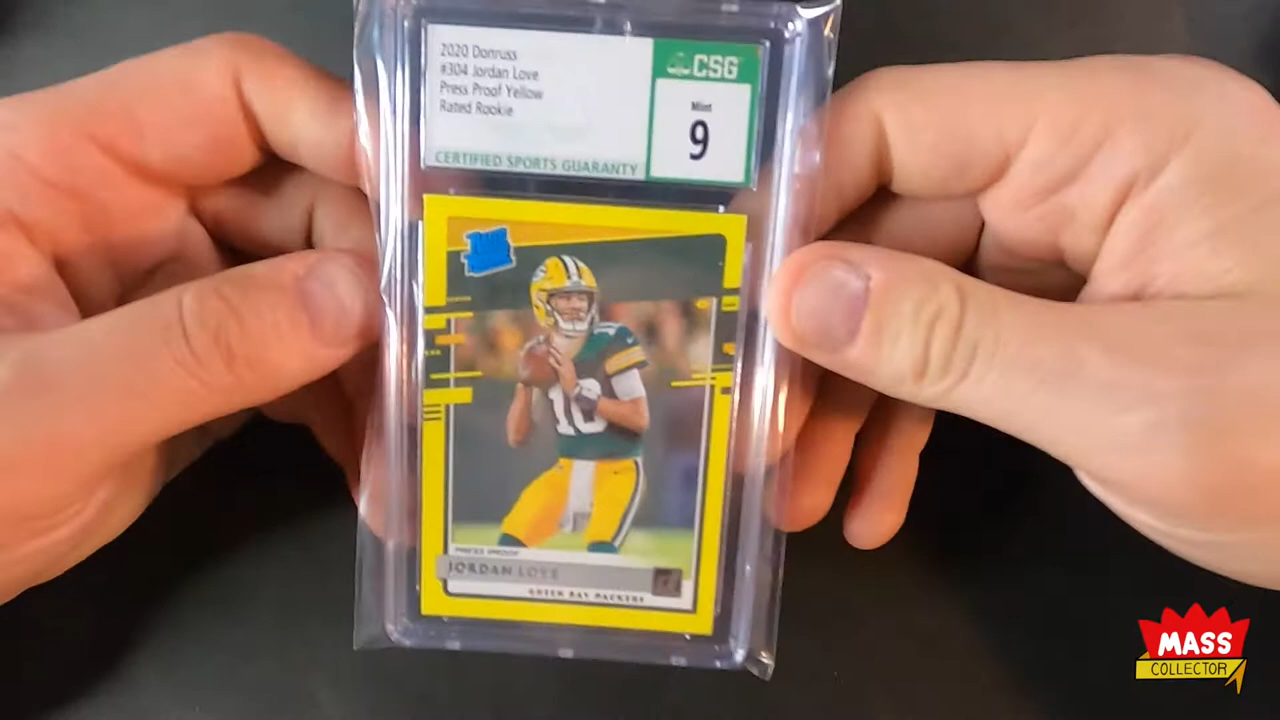 2020 Donruss
#304 Jordan Love
Press Proof Yellow
Rated Rookie
CERTIFIED SPORTS GUARANTY
CSG
Mint
9
10
PRESS PROOF
JORDAN LOVE
GREEN BAY PACKERS
MASS
COLLECTOR